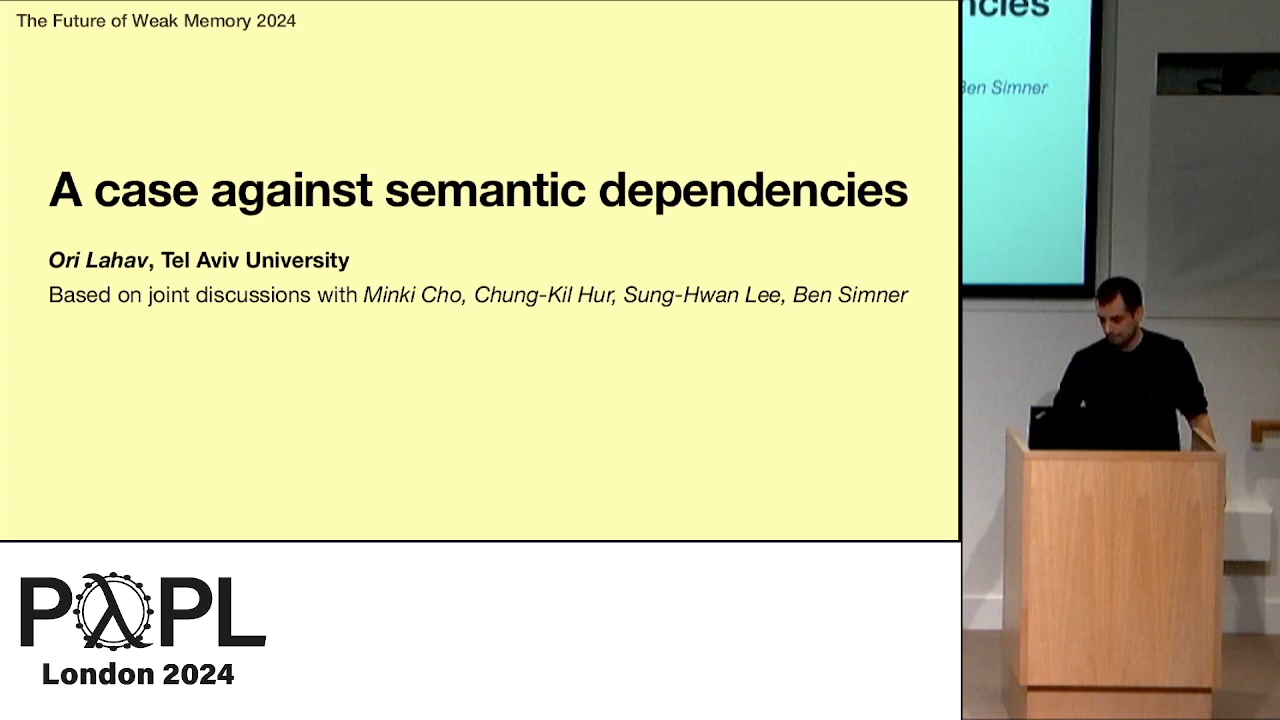 The Future of Weak Memory 2024
A case against semantic dependencies
Ori Lahav, Tel Aviv University
Based on joint discussions with Minki Cho, Chung-Kil Hur, Sung-Hwan Lee, Ben Simner
ncies
Ben Simner
PλPL
London 2024